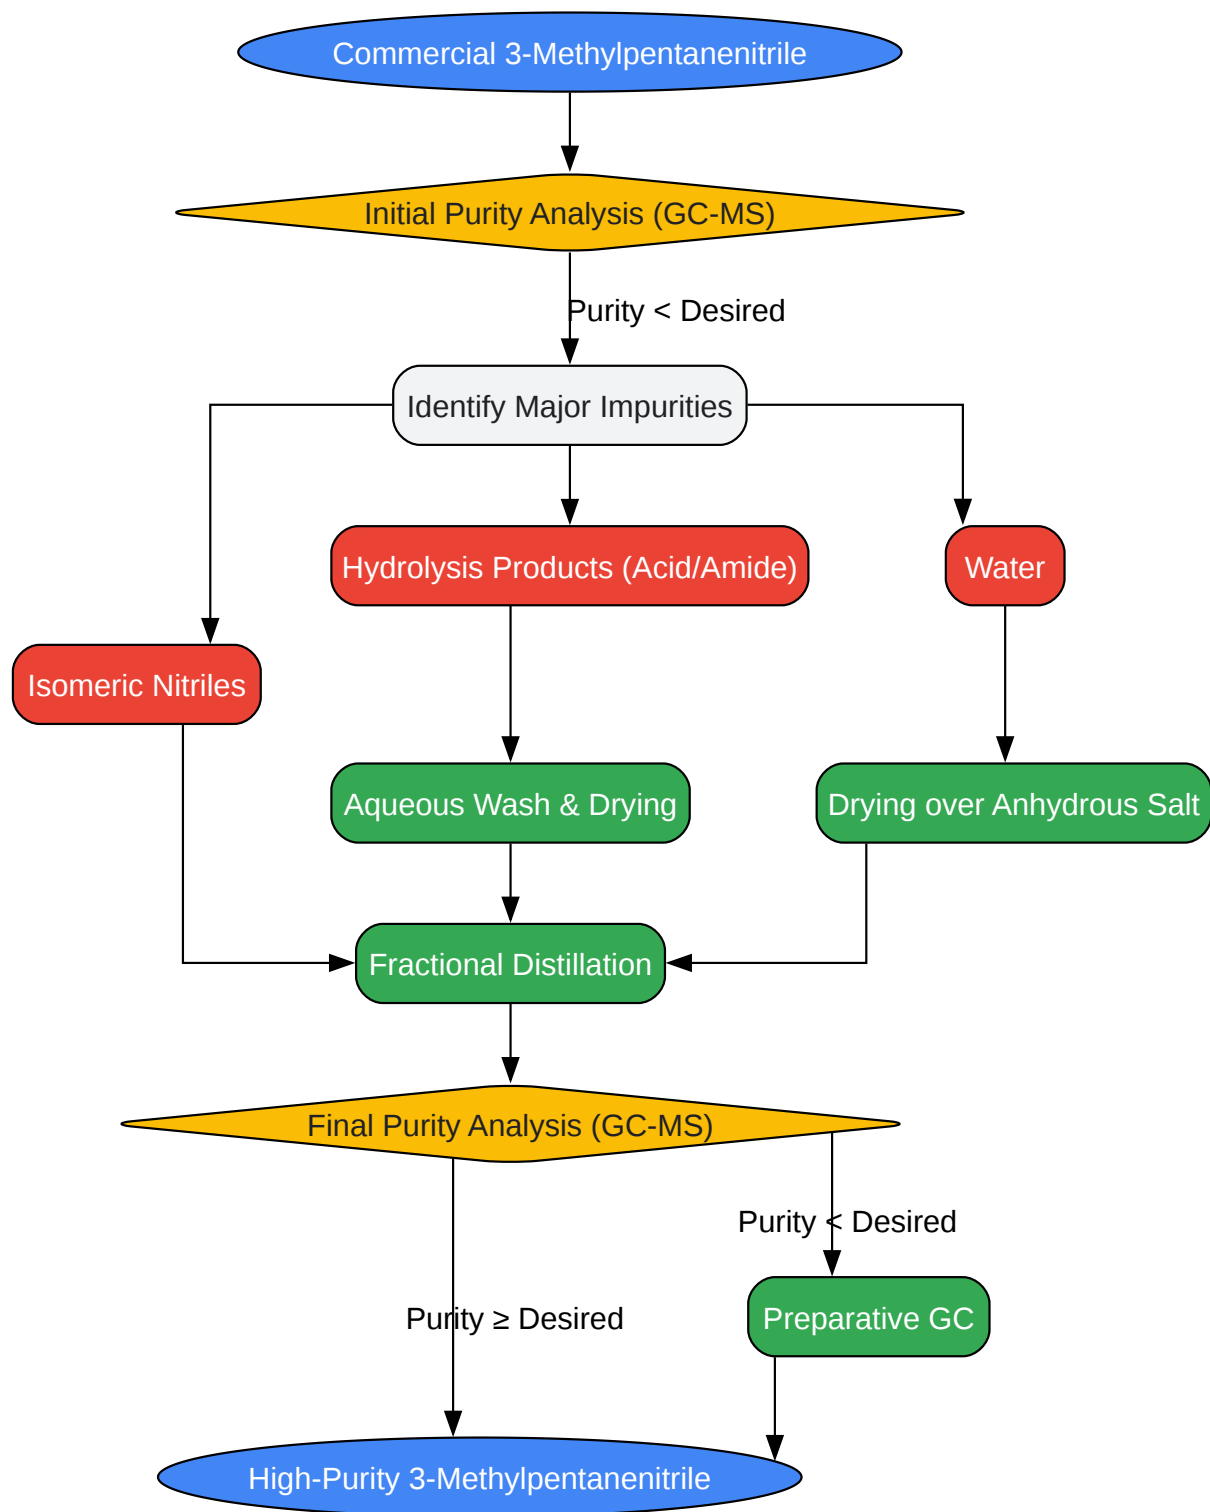 Commercial 3-Methylpentanenitrile
Initial Purity Analysis (GC-MS)
Purity < Desired
Identify Major Impurities
Hydrolysis Products (Acid/Amide)
Water
Isomeric Nitriles
Aqueous Wash & Drying
Drying over Anhydrous Salt
Fractional Distillation
Final Purity Analysis (GC-MS)
Purity < Desired
Purity ≥ Desired
Preparative GC
High-Purity 3-Methylpentanenitrile